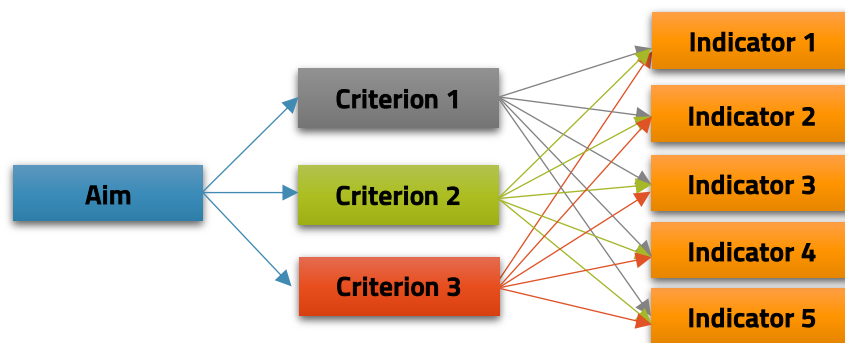 Aim
Criterion 1
Criterion 2
Criterion 3
Indicator 1
Indicator 2
Indicator 3
Indicator 4
Indicator 5